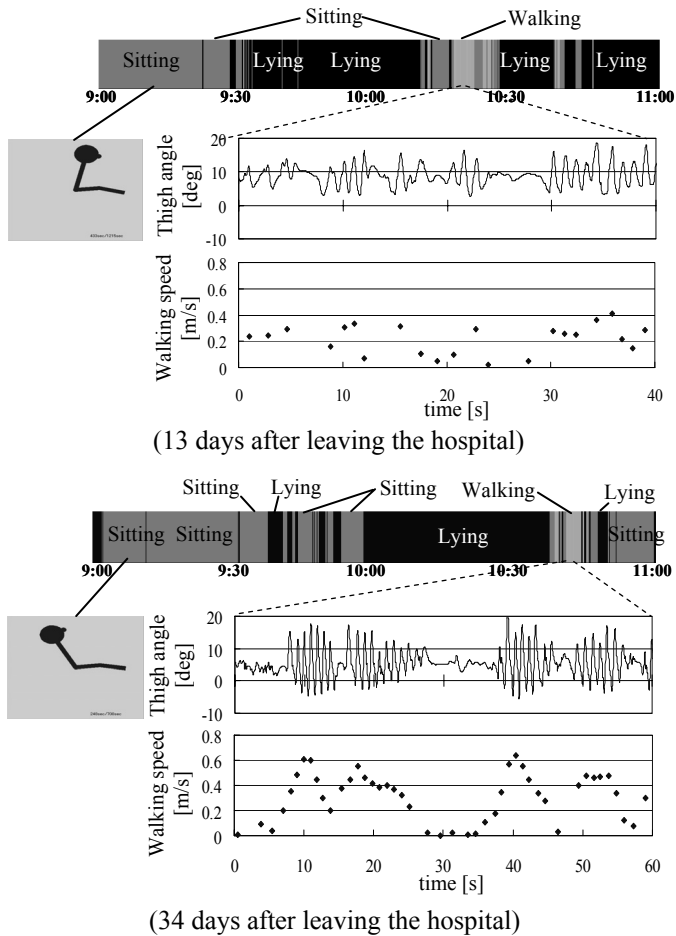 Sitting Walking
Sitting Lying Lying Lying Lying
9:00 9:30 10:00 10:30 11:00
Thigh angle
[deg]
20
10
0
-10
Walking speed
[m/s]
0.8
0.6
0.4
0.2
0
0 10 20 30 40
time [s]
(13 days after leaving the hospital)
Sitting Lying Sitting Walking Lying
Sitting Sitting Lying Sitting
9:00 9:30 10:00 10:30 11:00
Thigh angle
[deg]
20
10
0
-10
Walking speed
[m/s]
0.8
0.6
0.4
0.2
0
0 10 20 30 40 50 60
time [s]
(34 days after leaving the hospital)